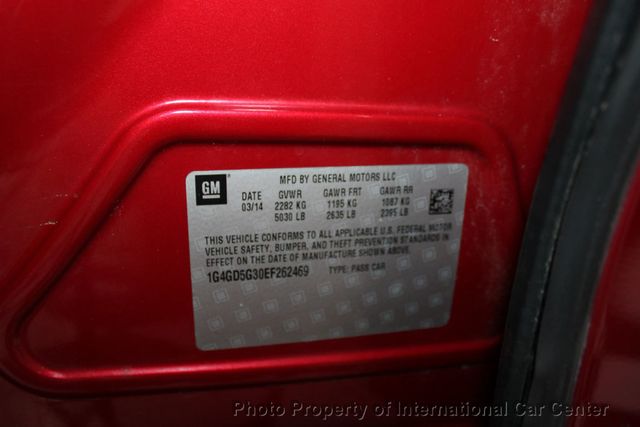 GM MFD BY GENERAL MOTORS LLC
DATE GVWR GAWR FRT GAWR RR
03/14 2282 KG 1195 KG 1087 KG
5030 LB 2635 LB 2395 LB
THIS VEHICLE CONFORMS TO ALL APPLICABLE U.S. FEDERAL MOTOR
VEHICLE SAFETY, BUMPER, AND THEFT PREVENTION STANDARDS IN
EFFECT ON THE DATE OF MANUFACTURE SHOWN ABOVE.
1G4GD5G30EF262469 TYPE: PASS CAR
Photo Property of International Car Center